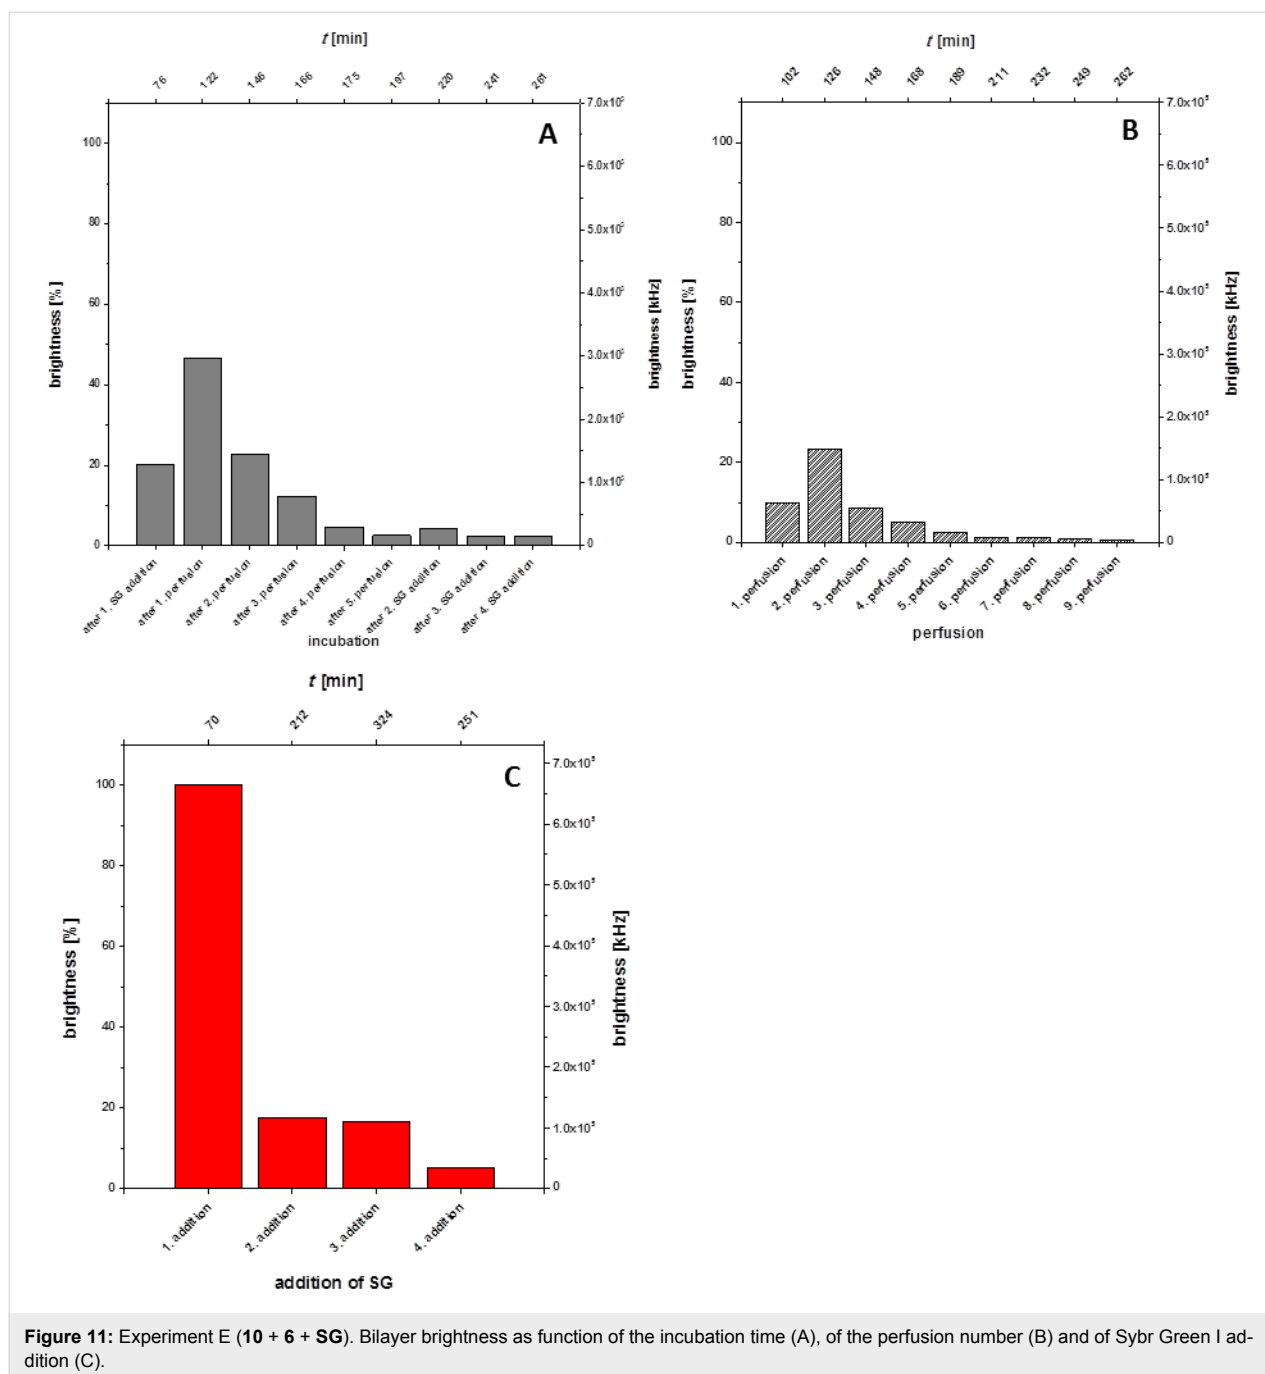 t [min]
76 122 146 166 175 197 220 241 261
A
100
80
60
40
20
0
brightness [%]
7.0x10⁵
6.0x10⁵
5.0x10⁵
4.0x10⁵
3.0x10⁵
2.0x10⁵
1.0x10⁵
0
brightness [kHz]
after 1. SG addition
after 1. perfusion
after 2. perfusion
after 3. perfusion
after 4. perfusion
after 5. perfusion
after 2. SG addition
after 3. SG addition
after 4. SG addition
incubation
t [min]
102 126 148 168 189 211 232 249 262
B
100
80
60
40
20
0
brightness [%]
7.0x10⁵
6.0x10⁵
5.0x10⁵
4.0x10⁵
3.0x10⁵
2.0x10⁵
1.0x10⁵
0
brightness [kHz]
1. perfusion
2. perfusion
3. perfusion
4. perfusion
5. perfusion
6. perfusion
7. perfusion
8. perfusion
9. perfusion
perfusion
t [min]
70 212 324 251
C
100
80
60
40
20
0
brightness [%]
7.0x10⁵
6.0x10⁵
5.0x10⁵
4.0x10⁵
3.0x10⁵
2.0x10⁵
1.0x10⁵
0
brightness [kHz]
1. addition
2. addition
3. addition
4. addition
addition of SG
Figure 11: Experiment E (10 + 6 + SG). Bilayer brightness as function of the incubation time (A), of the perfusion number (B) and of Sybr Green I ad-
dition (C).